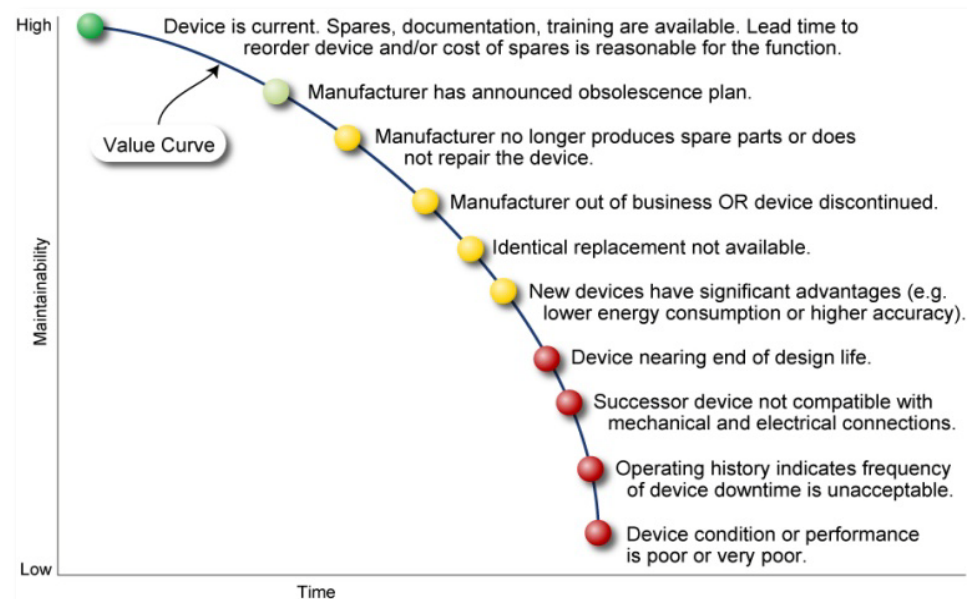 High
Device is current. Spares, documentation, training are available. Lead time to
reorder device and/or cost of spares is reasonable for the function.
Manufacturer has announced obsolescence plan.
Value Curve
Manufacturer no longer produces spare parts or does
not repair the device.
Manufacturer out of business OR device discontinued.
Identical replacement not available.
Maintainability
New devices have significant advantages (e.g.
lower energy consumption or higher accuracy).
Device nearing end of design life.
Successor device not compatible with
mechanical and electrical connections.
Operating history indicates frequency
of device downtime is unacceptable.
Device condition or performance
is poor or very poor.
Low
Time